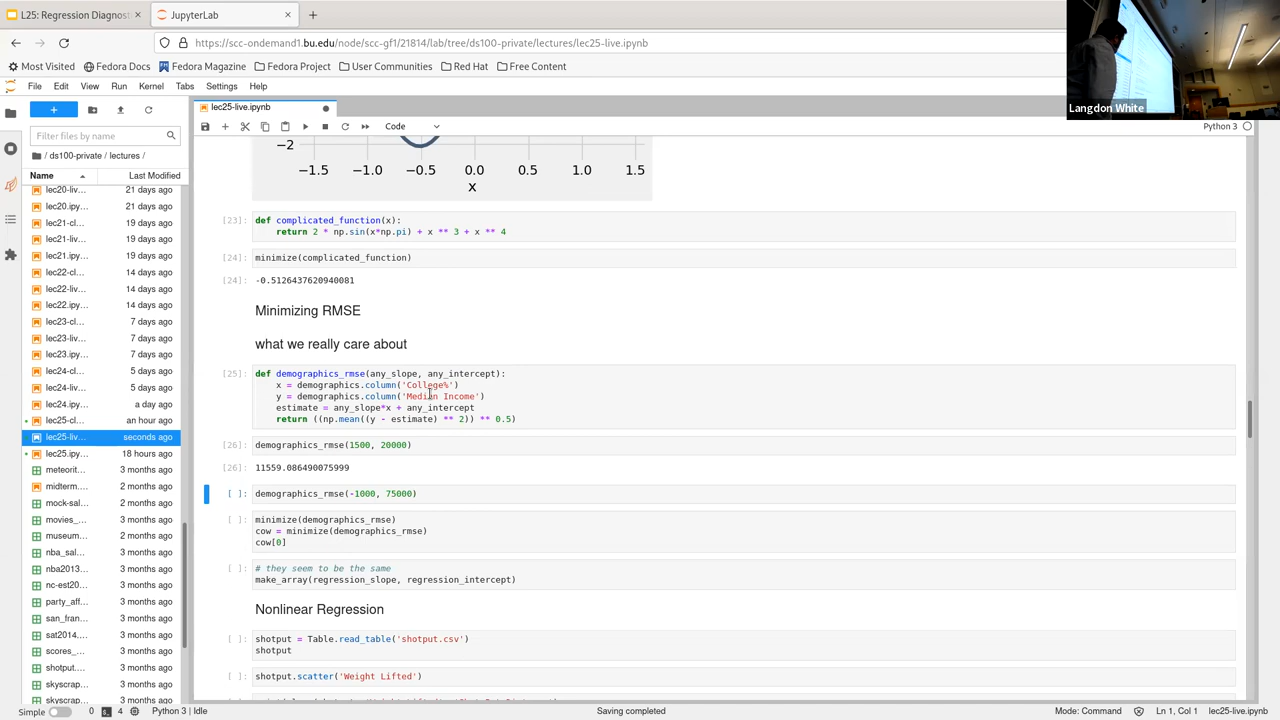 L25: Regression Diagnos
JupyterLab
https://scc-ondemand1.bu.edu/node/scc-gf1/21814/lab/tree/ds100-private/lectures/lec25-live.ipynb
Most Visited
Fedora Docs
Fedora Magazine
Fedora Project
User Communities
Red Hat
Free Content
Langdon White
File Edit View Run Kernel Tabs Settings Help
lec25-live.ipynb
Filter files by name
Code
Python 3
/ ds100-private / lectures /
Name Last Modified
lec20-liv... 21 days ago
lec20.ipy... 21 days ago
lec21-cl... 19 days ago
lec21-liv... 19 days ago
lec21.ipy... 19 days ago
lec22-cl... 14 days ago
lec22-liv... 14 days ago
lec22.ipy... 14 days ago
lec23-cl... 7 days ago
lec23-liv... 7 days ago
lec23.ipy... 7 days ago
lec24-cl... 5 days ago
lec24-liv... 5 days ago
lec24.ipy... a day ago
lec25-cl... an hour ago
lec25-liv... seconds ago
lec25.ipy... 18 hours ago
meteorit... 3 months ago
midterm.... 2 months ago
mock-sal... 3 months ago
movies_... 3 months ago
museum... 2 months ago
nba_sal... 3 months ago
nba2013... 3 months ago
nc-est20... 3 months ago
party_aff... 3 months ago
san_fran... 3 months ago
sat2014.... 3 months ago
scores_... 3 months ago
shotput.... 3 months ago
skyscrap... 3 months ago
skyscrap... 3 months ago
−2
−1.5 −1.0 −0.5 0.0 0.5 1.0 1.5
x
[23]: def complicated_function(x):
return 2 * np.sin(x*np.pi) + x ** 3 + x ** 4
[24]: minimize(complicated_function)
[24]: -0.5126437620940081
Minimizing RMSE
what we really care about
[25]: def demographics_rmse(any_slope, any_intercept):
x = demographics.column('College%')
y = demographics.column('Median Income')
estimate = any_slope*x + any_intercept
return ((np.mean((y - estimate) ** 2)) ** 0.5)
[26]: demographics_rmse(1500, 20000)
[26]: 11559.086490075999
[ ]: demographics_rmse(-1000, 75000)
[ ]: minimize(demographics_rmse)
cow = minimize(demographics_rmse)
cow[0]
[ ]: # they seem to be the same
make_array(regression_slope, regression_intercept)
Nonlinear Regression
[ ]: shotput = Table.read_table('shotput.csv')
shotput
[ ]: shotput.scatter('Weight Lifted')
Simple 0 4 Python 3 | Idle Saving completed Mode: Command Ln 1, Col 1 lec25-live.ipynb